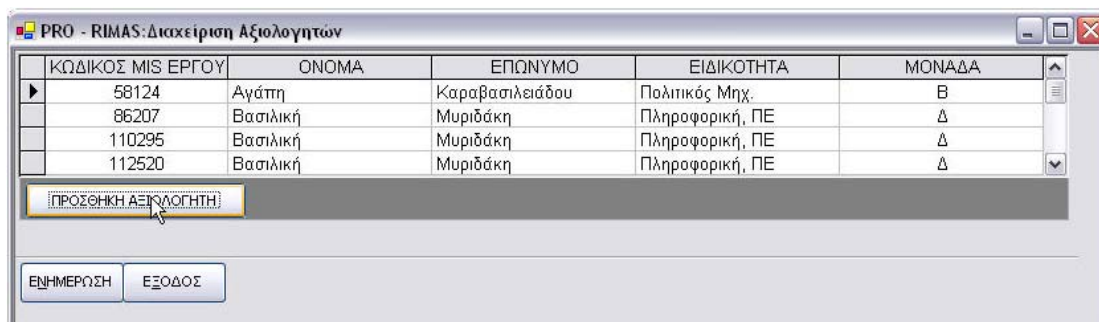 PRO - RIMAS:Διαχείριση Αξιολογητών
ΚΩΔΙΚΟΣ MIS ΕΡΓΟΥ ΟΝΟΜΑ ΕΠΩΝΥΜΟ ΕΙΔΙΚΟΤΗΤΑ ΜΟΝΑΔΑ
58124 Αγάπη Καραβασιλειάδου Πολιτικός Μηχ. Β
86207 Βασιλική Μυριδάκη Πληροφορική, ΠΕ Δ
110295 Βασιλική Μυριδάκη Πληροφορική, ΠΕ Δ
112520 Βασιλική Μυριδάκη Πληροφορική, ΠΕ Δ
ΠΡΟΣΘΗΚΗ ΑΞΙΟΛΟΓΗΤΗ
ΕΝΗΜΕΡΩΣΗ ΕΞΟΔΟΣ